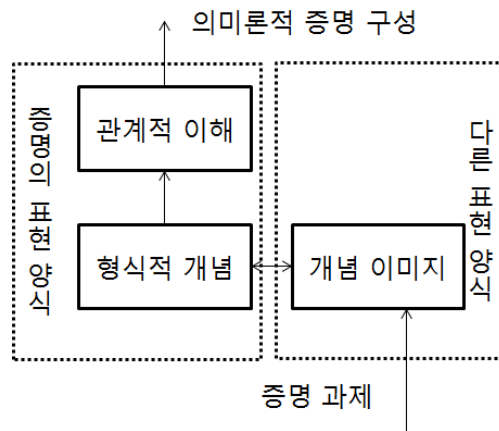 의미론적 증명 구성
증명의 표현 양식
관계적 이해
형식적 개념
개념 이미지
다른 표현 양식
증명 과제